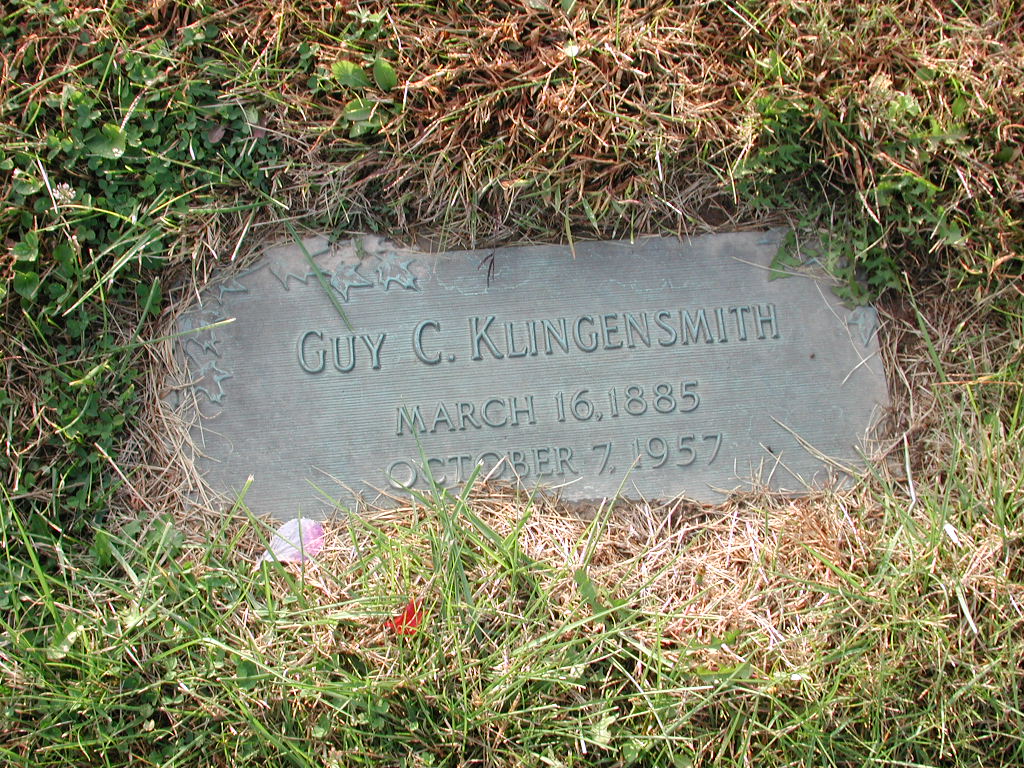 GUY C. KLINGENSMITH
MARCH 16, 1885
OCTOBER 7, 1957